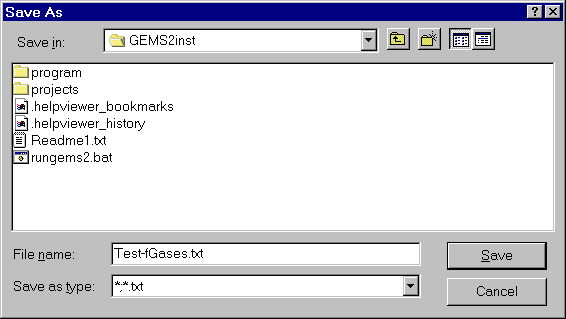 Save As
Save in: GEMS2inst
program
projects
.helpviewer_bookmarks
.helpviewer_history
Readme1.txt
rungems2.bat
File name: Test-fGases.txt Save
Save as type: *;*.txt Cancel